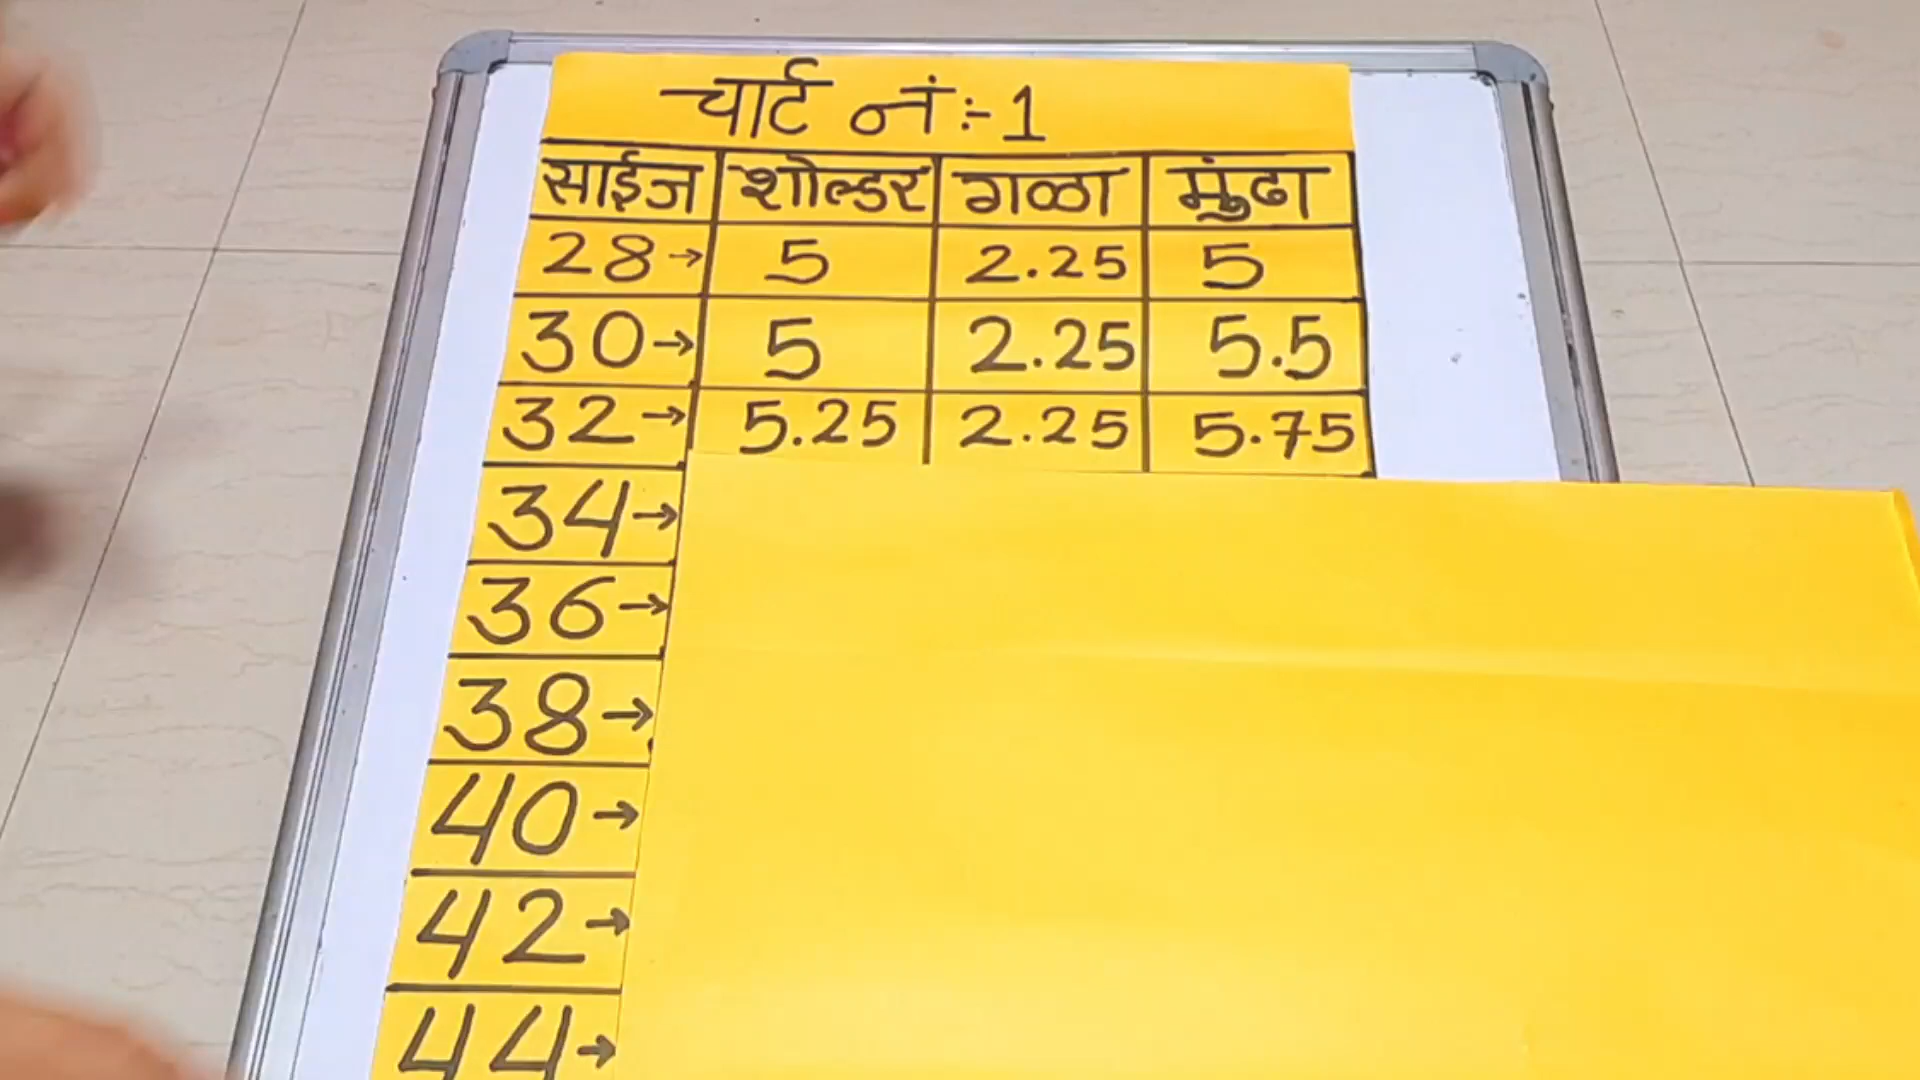 चार्ट नं:-1
साईज शोल्डर गळा मुंढा
28→ 5 2.25 5
30→ 5 2.25 5.5
32→ 5.25 2.25 5.75
34→
36→
38→
40→
42→
44→